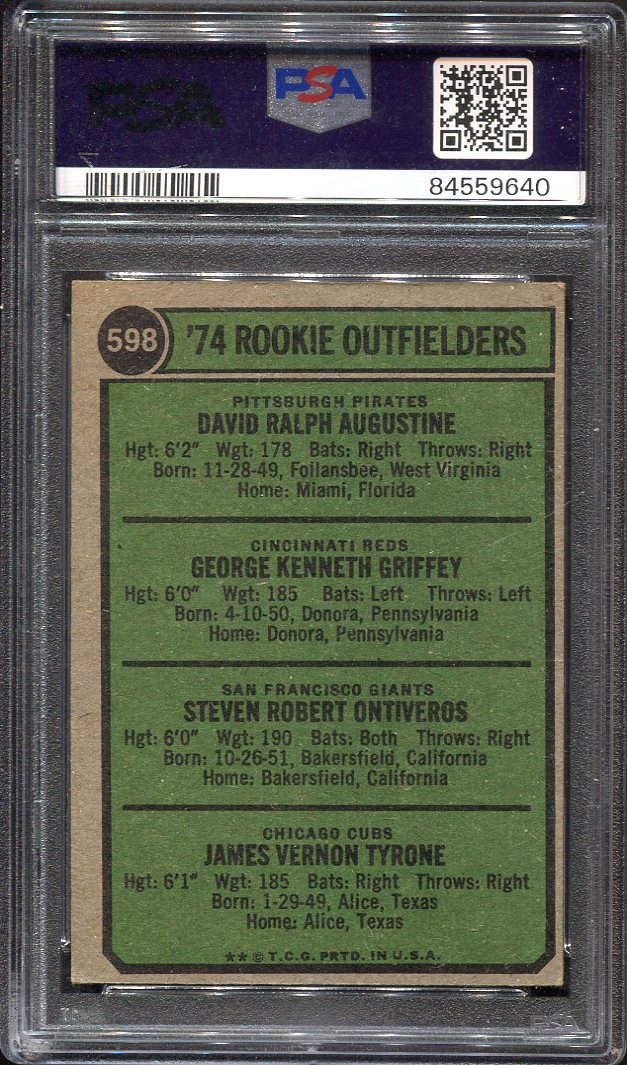 PSA
PSA
84559640
598
'74 ROOKIE OUTFIELDERS
PITTSBURGH PIRATES
DAVID RALPH AUGUSTINE
Hgt: 6'2" Wgt: 178 Bats: Right Throws: Right
Born: 11-28-49, Follansbee, West Virginia
Home: Miami, Florida
CINCINNATI REDS
GEORGE KENNETH GRIFFEY
Hgt: 6'0" Wgt: 185 Bats: Left Throws: Left
Born: 4-10-50, Donora, Pennsylvania
Home: Donora, Pennsylvania
SAN FRANCISCO GIANTS
STEVEN ROBERT ONTIVEROS
Hgt: 6'0" Wgt: 190 Bats: Both Throws: Right
Born: 10-26-51, Bakersfield, California
Home: Bakersfield, California
CHICAGO CUBS
JAMES VERNON TYRONE
Hgt: 6'1" Wgt: 185 Bats: Right Throws: Right
Born: 1-29-49, Alice, Texas
Home: Alice, Texas
** © T.C.G. PRTD. IN U.S.A.
PSA